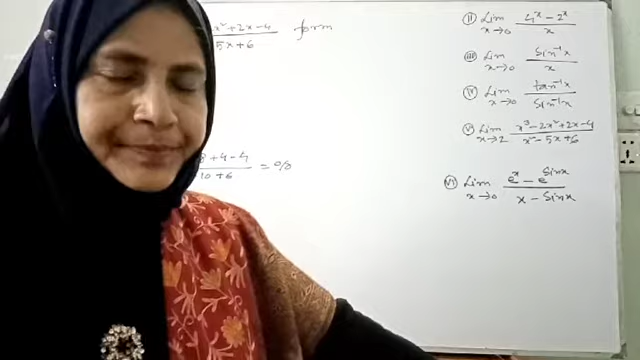 x² + 2x - 4 form
5x + 6
8 + 4 - 4 = 0/0
10 + 6
(ii) Lim x→0 (4ˣ - 2ˣ)/x
(iii) Lim x→0 (Sin⁻¹x)/x
(iv) Lim x→0 (tan⁻¹x)/(Sin⁻¹x)
(v) Lim x→2 (x³ - 2x² + 2x - 4)/(x² - 5x + 6)
(vi) Lim x→0 (eˣ - e^Sinx)/(x - Sinx)